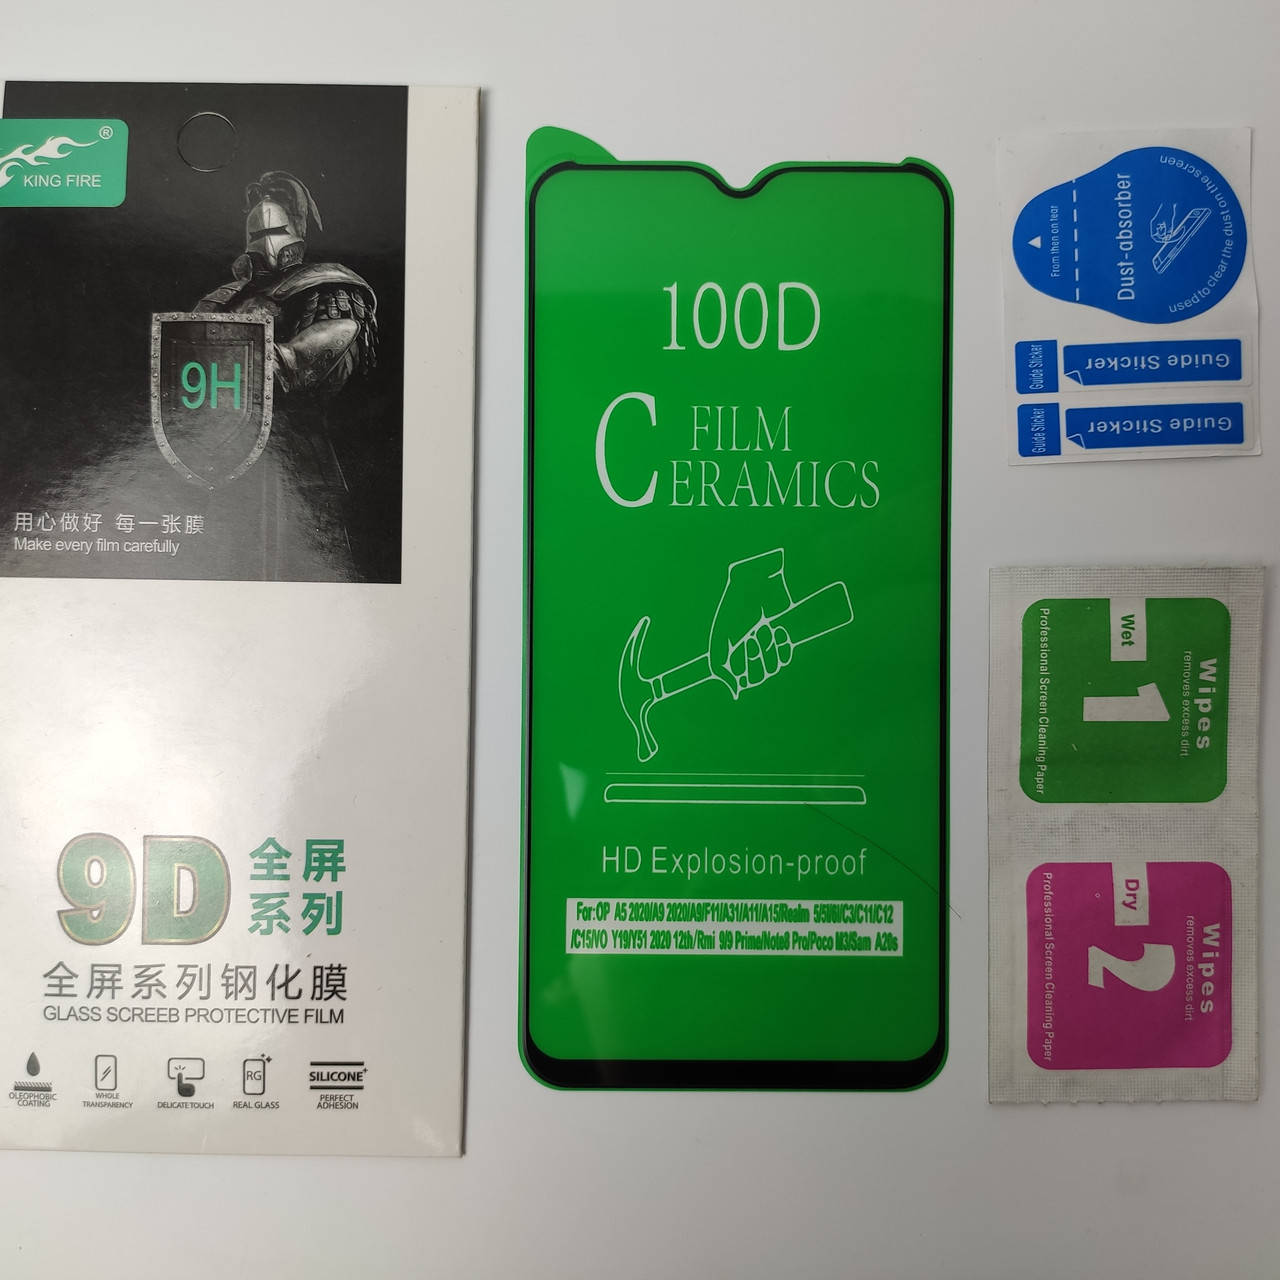 KING FIRE ®
9H
用心做好 每一张膜
Make every film carefully
9D 全屏
系列
全屏系列钢化膜
GLASS SCREEB PROTECTIVE FILM
OLEOPHOBIC
COATING
WHOLE
TRANSPARENCY
DELICATE TOUCH
RG
REAL GLASS
SILICONE+
PERFECT
ADHESION
100D
FILM
CERAMICS
HD Explosion-proof
For:OP A5 2020/A9 2020/A9/F11/A31/A11/A15/Realm 5/5I/6I/C3/C11/C12
/C15/VO Y19/Y51 2020 12th/Rmi 9/9 Prime/Note8 Pro/Poco M3/Sam A20s
From then on tear
Dust-absorber
used to clear the dust on the screen
Guide Sticker
Guide Sticker
Guide Sticker
Guide Sticker
Wet
1
Wipes
removes excess dirt
Professional Screen Cleaning Paper
Dry
2
Wipes
removes excess dirt
Professional Screen Cleaning Paper